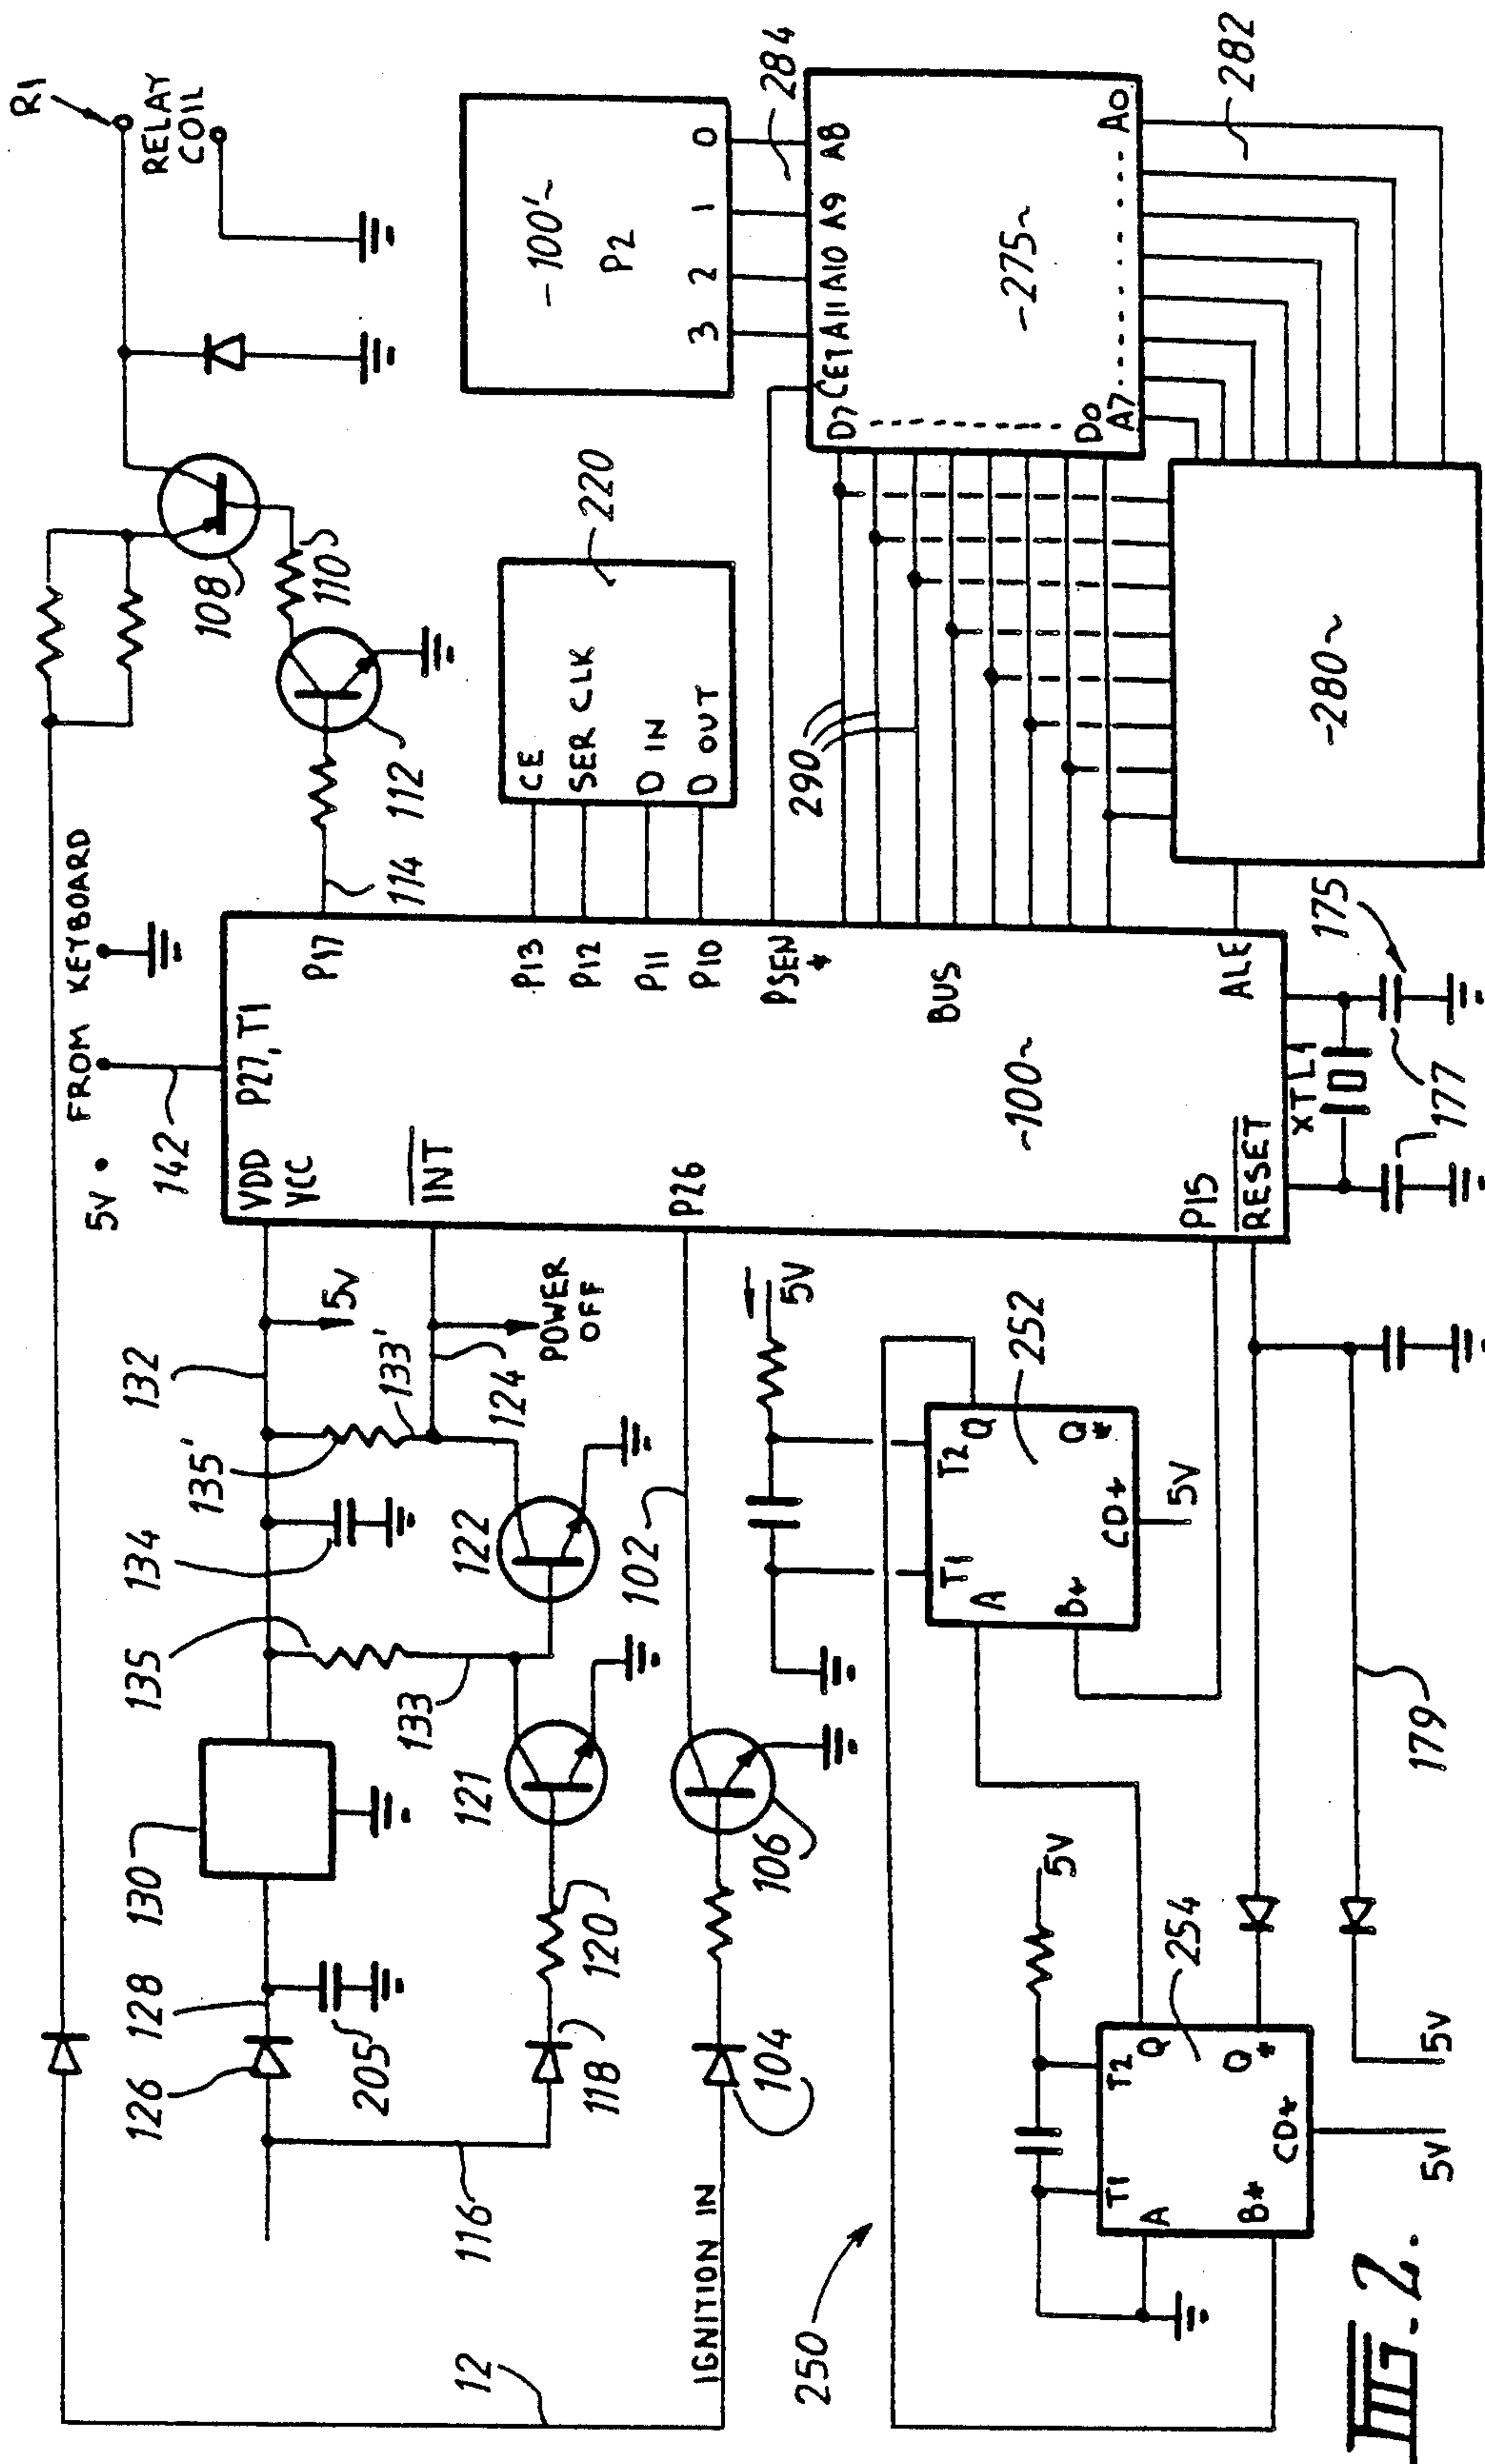 R1
RELAY
COIL
FROM KEYBOARD
5V
142
108
110
112
114
P27, T1
VDD
VCC
INT
P26
P15
RESET
XTL1
ALE
BUS
PSEN
*
P10
P11
P12
P13
P17
-100~
CE
SER CLK
D IN
D OUT
220
-100'~
P2
3 2 1 0
284
CE1 A11 A10 A9 A8
D7
D0
A7
A0
-275~
282
290
-280~
175
177
132
5V
133'
135'
124
POWER
OFF
134
122
135
133
121
130
128
126
205
120
118
116
102
106
104
12
IGNITION IN
5V
252
T1
T2
A
Q
B*
Q
*
CD*
5V
5V
254
T1
T2
A
Q
B*
Q
*
CD*
5V
5V
179
250
FIG. 2.